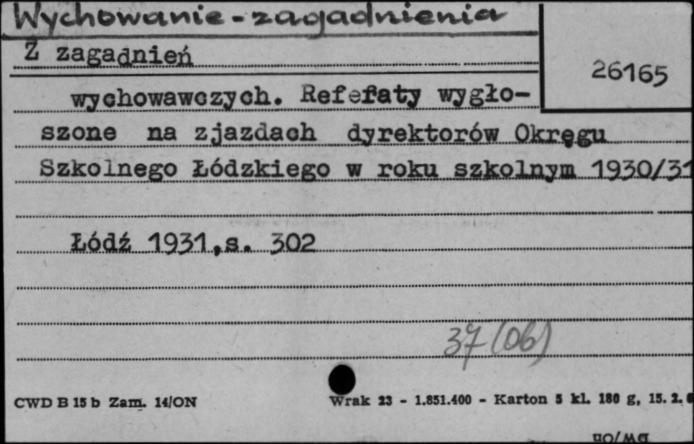 Wychowanie - zagadnienia
Z zagadnień
26165
wychowawczych. Referaty wygło-
szone na zjazdach dyrektorów Okręgu
Szkolnego Łódzkiego w roku szkolnym 1930/31
Łódź 1931, s. 302
37 (06)
CWD B 15 b Zam. 14/ON
Wrak 23 - 1.851.400 - Karton 5 kl. 180 g, 15. 2. 6